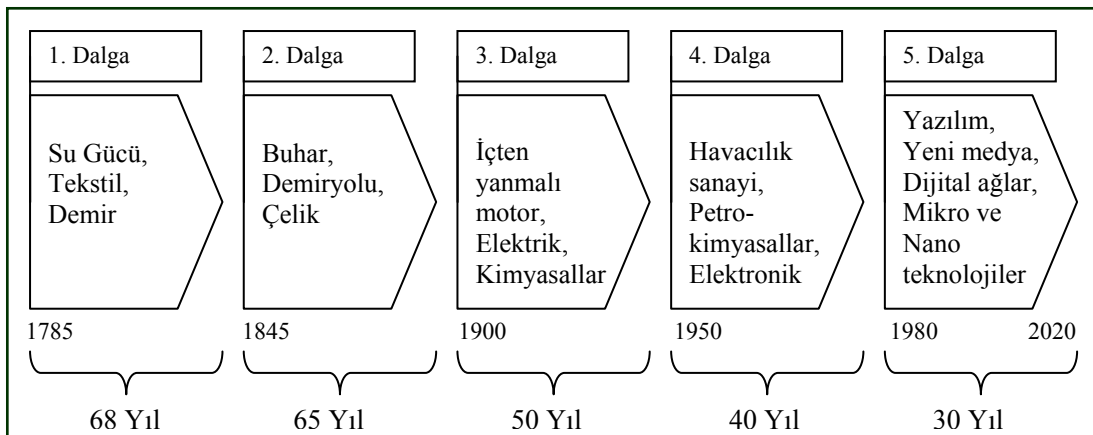 1. Dalga
2. Dalga
3. Dalga
4. Dalga
5. Dalga
Su Gücü,
Tekstil,
Demir
Buhar,
Demiryolu,
Çelik
İçten
yanmalı
motor,
Elektrik,
Kimyasallar
Havacılık
sanayi,
Petro-
kimyasallar,
Elektronik
Yazılım,
Yeni medya,
Dijital ağlar,
Mikro ve
Nano
teknolojiler
1785
1845
1900
1950
1980
2020
68 Yıl
65 Yıl
50 Yıl
40 Yıl
30 Yıl